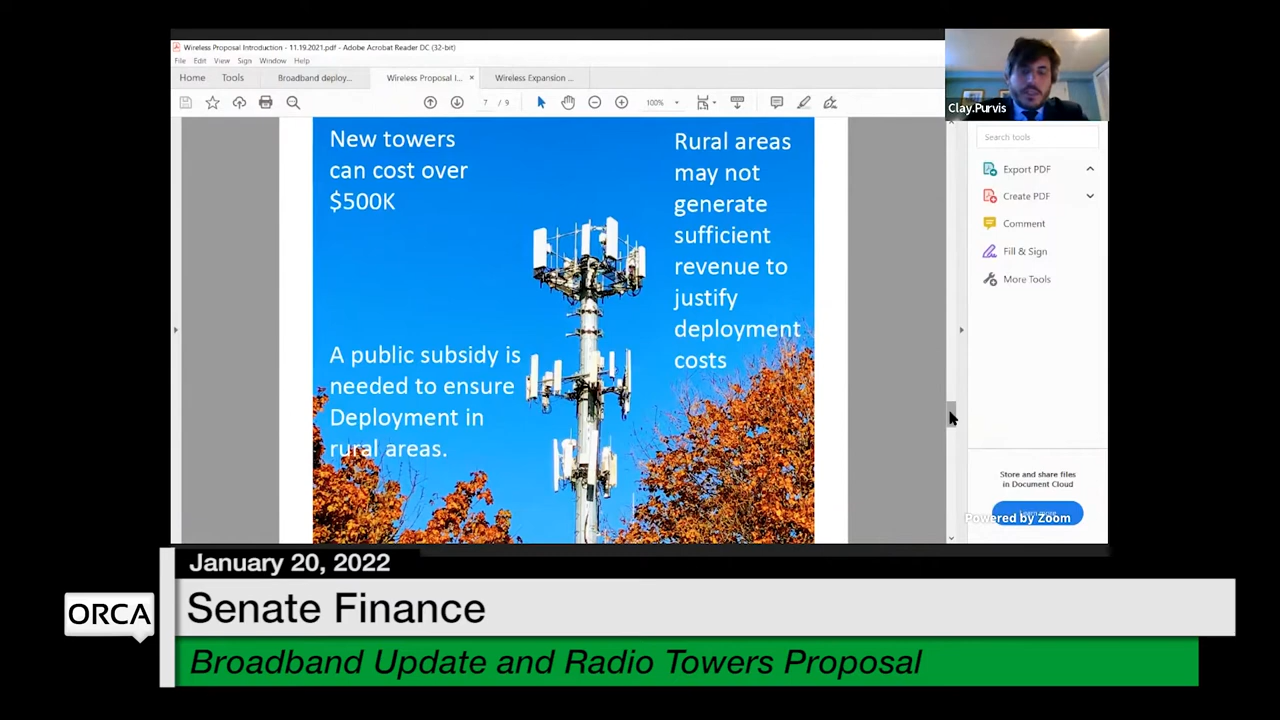 Wireless Proposal Introduction - 11.19.2021.pdf - Adobe Acrobat Reader DC (32-bit)
File Edit View Sign Window Help
Home Tools Broadband deploy... Wireless Proposal I... × Wireless Expansion ...
7 / 9 100%
Clay.Purvis
New towers
can cost over
$500K
Rural areas
may not
generate
sufficient
revenue to
justify
deployment
costs
A public subsidy is
needed to ensure
Deployment in
rural areas.
Search tools
Export PDF
Create PDF
Comment
Fill & Sign
More Tools
Store and share files
in Document Cloud
Learn more
Powered by Zoom
January 20, 2022
ORCA
Senate Finance
Broadband Update and Radio Towers Proposal